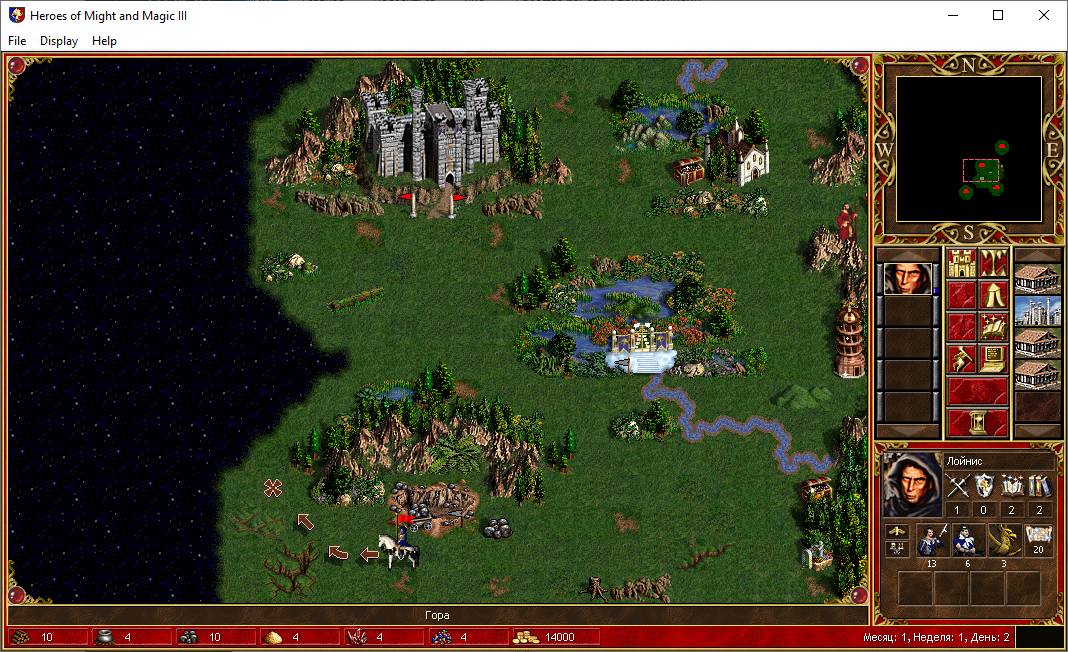 Heroes of Might and Magic III
File Display Help
N
W E
S
Лойнис
1 0 2 2
20
13 6 3
Гора
10 4 10 4 4 4 14000 Месяц: 1, Неделя: 1, День: 2